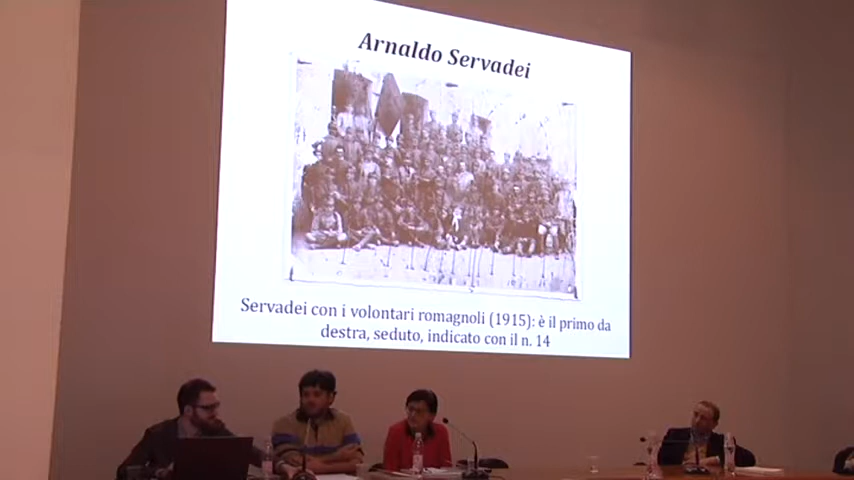 Arnaldo Servadei
Servadei con i volontari romagnoli (1915): è il primo da
destra, seduto, indicato con il n. 14